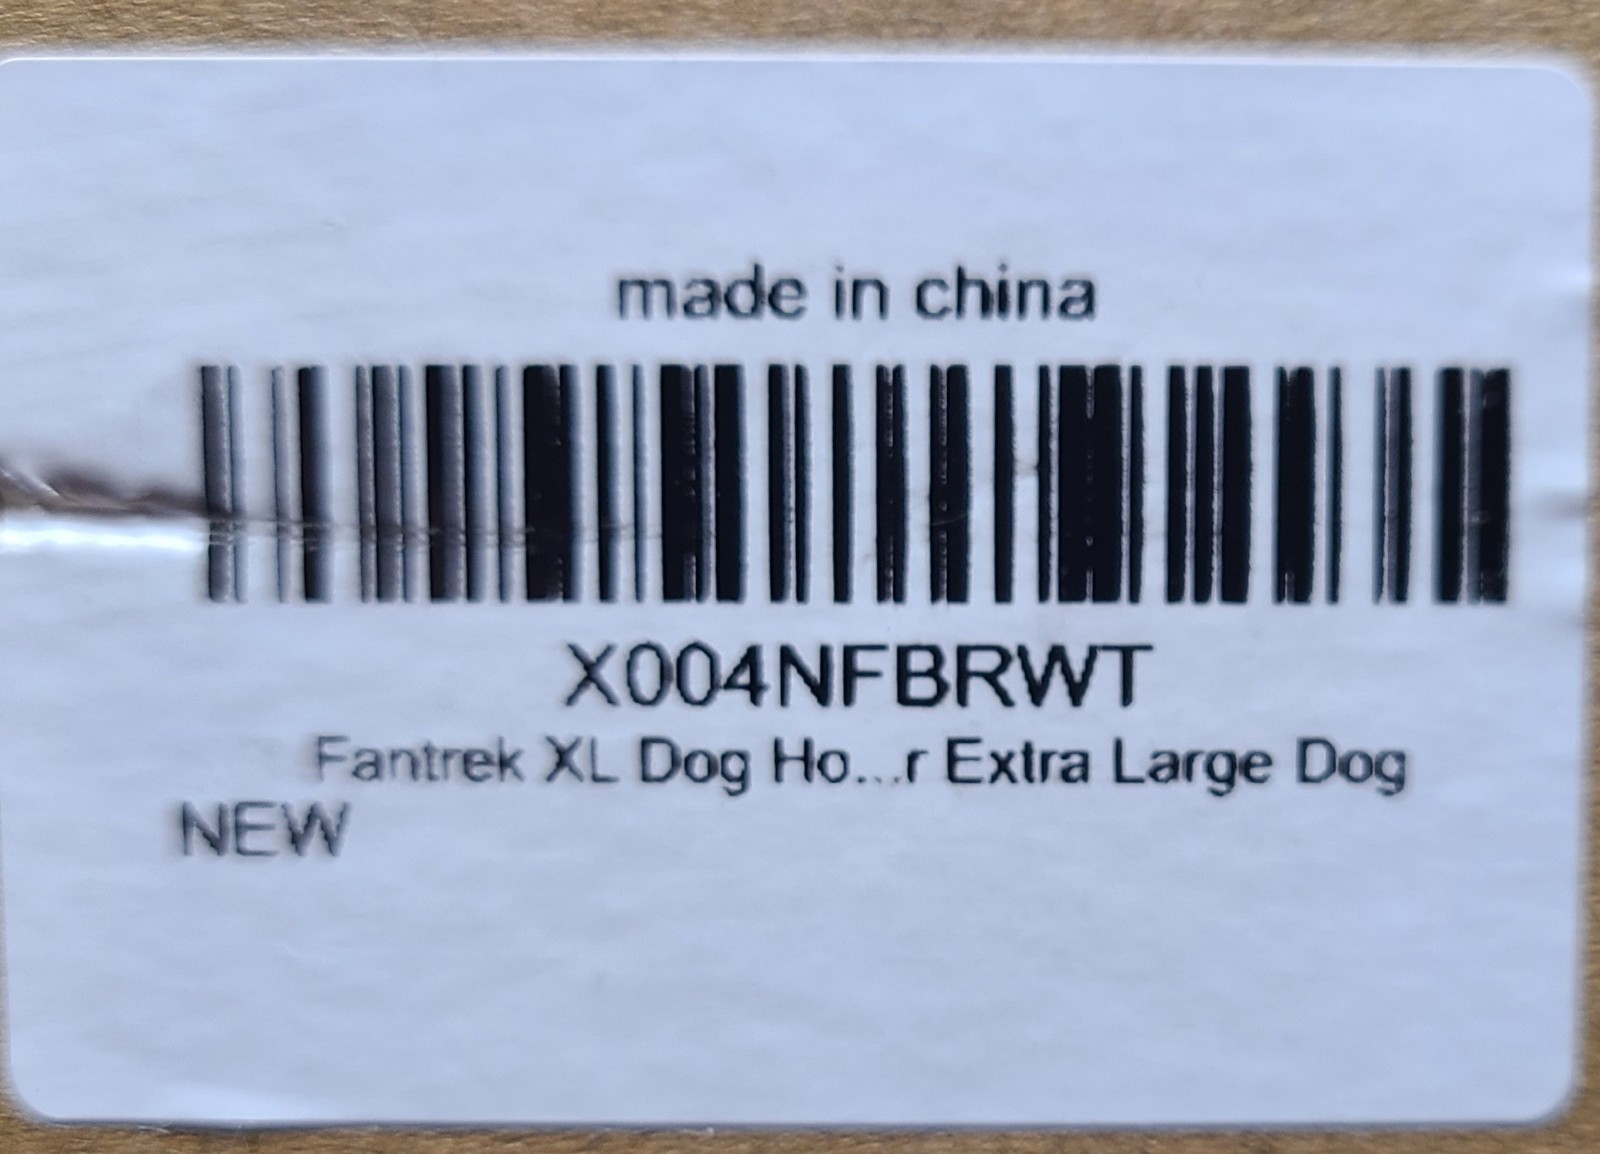 made in china
X004NFBRWT
Fantrek XL Dog Ho...r Extra Large Dog
NEW